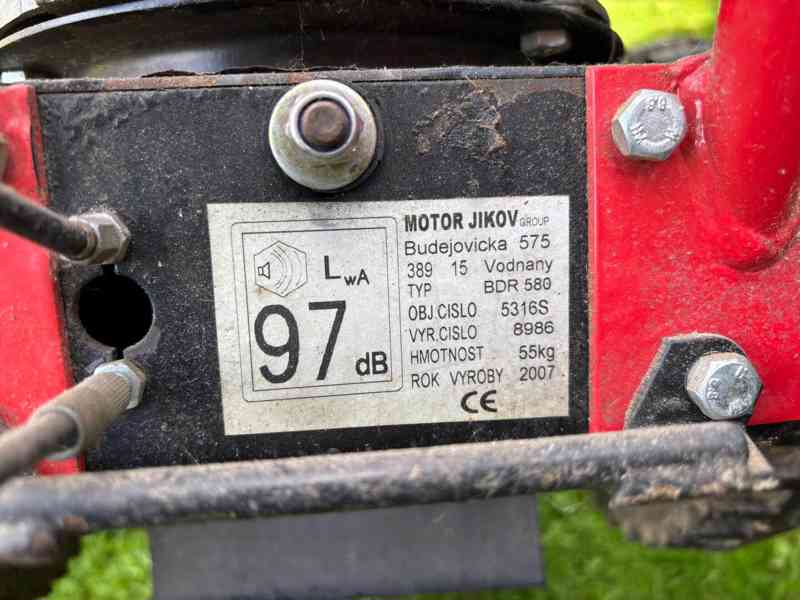 MOTOR JIKOV GROUP
Budejovicka 575
389 15 Vodnany
TYP BDR 580
OBJ.CISLO 5316S
VYR.CISLO 8986
HMOTNOST 55kg
ROK VYROBY 2007
CE
LwA
97 dB